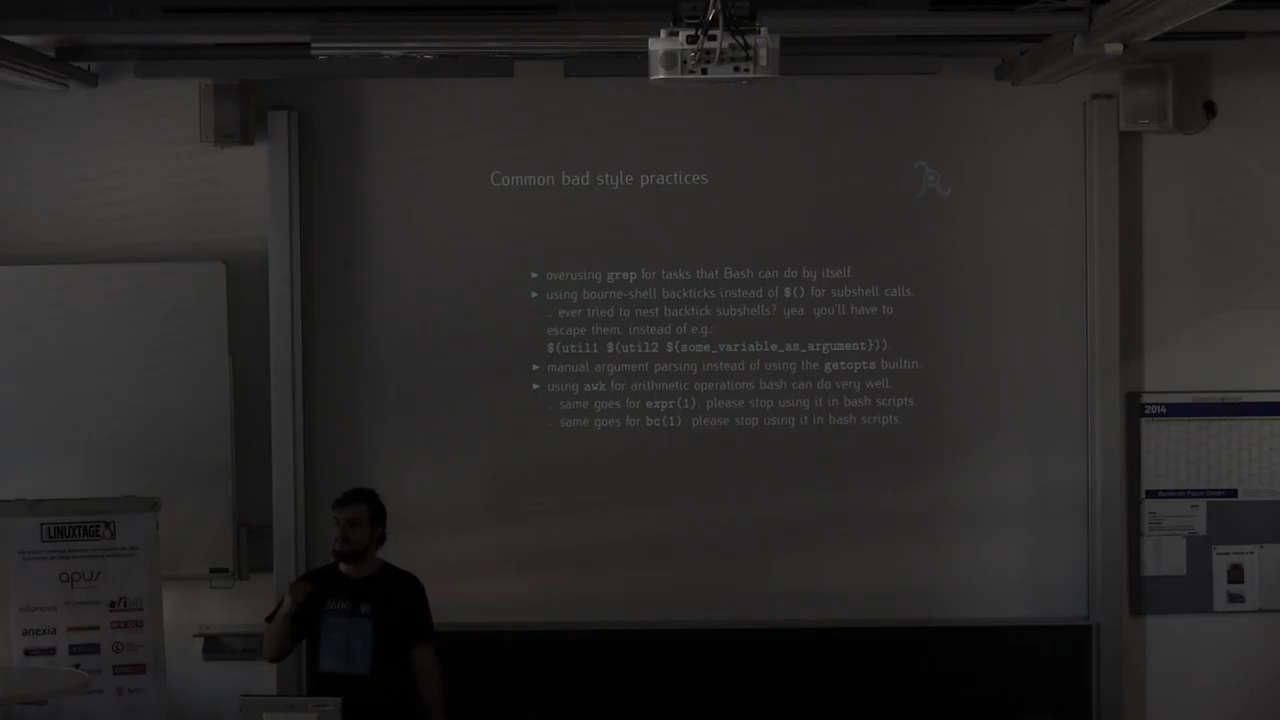 Common bad style practices
► overusing grep for tasks that Bash can do by itself.
► using bourne-shell backticks instead of $() for subshell calls.
.. ever tried to nest backtick subshells? yea, you'll have to
escape them, instead of e.g.:
$(util1 $(util2 ${some_variable_as_argument})).
► manual argument parsing instead of using the getopts builtin.
► using awk for arithmetic operations bash can do very well.
.. same goes for expr(1). please stop using it in bash scripts.
.. same goes for bc(1). please stop using it in bash scripts.
2014
LINUXTAGE
apus
anexia
2600